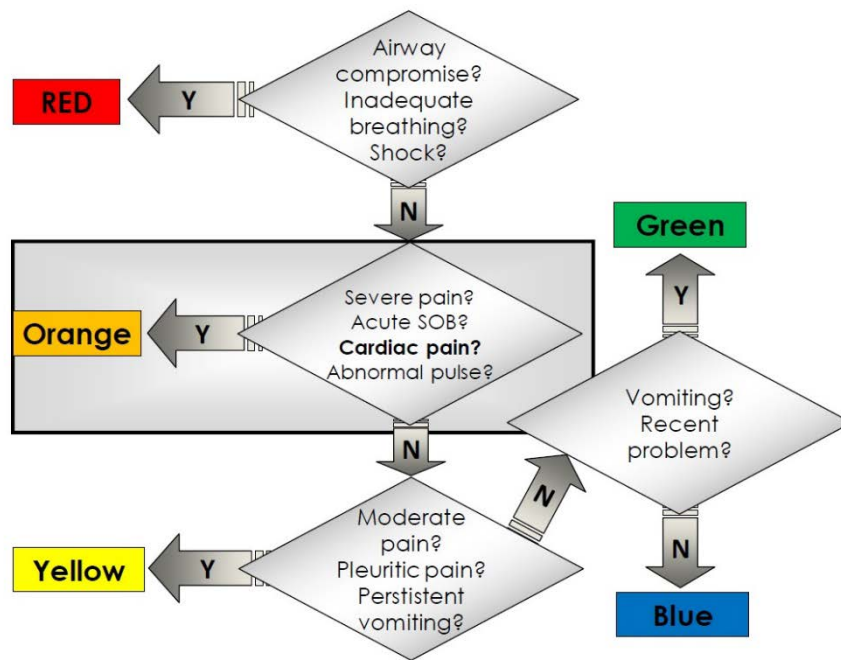 Airway
compromise?
Inadequate
breathing?
Shock?
Y
RED
N
Severe pain?
Acute SOB?
Cardiac pain?
Abnormal pulse?
Y
Orange
N
Moderate
pain?
Pleuritic pain?
Perstistent
vomiting?
Y
Yellow
N
Vomiting?
Recent
problem?
Y
Green
N
Blue